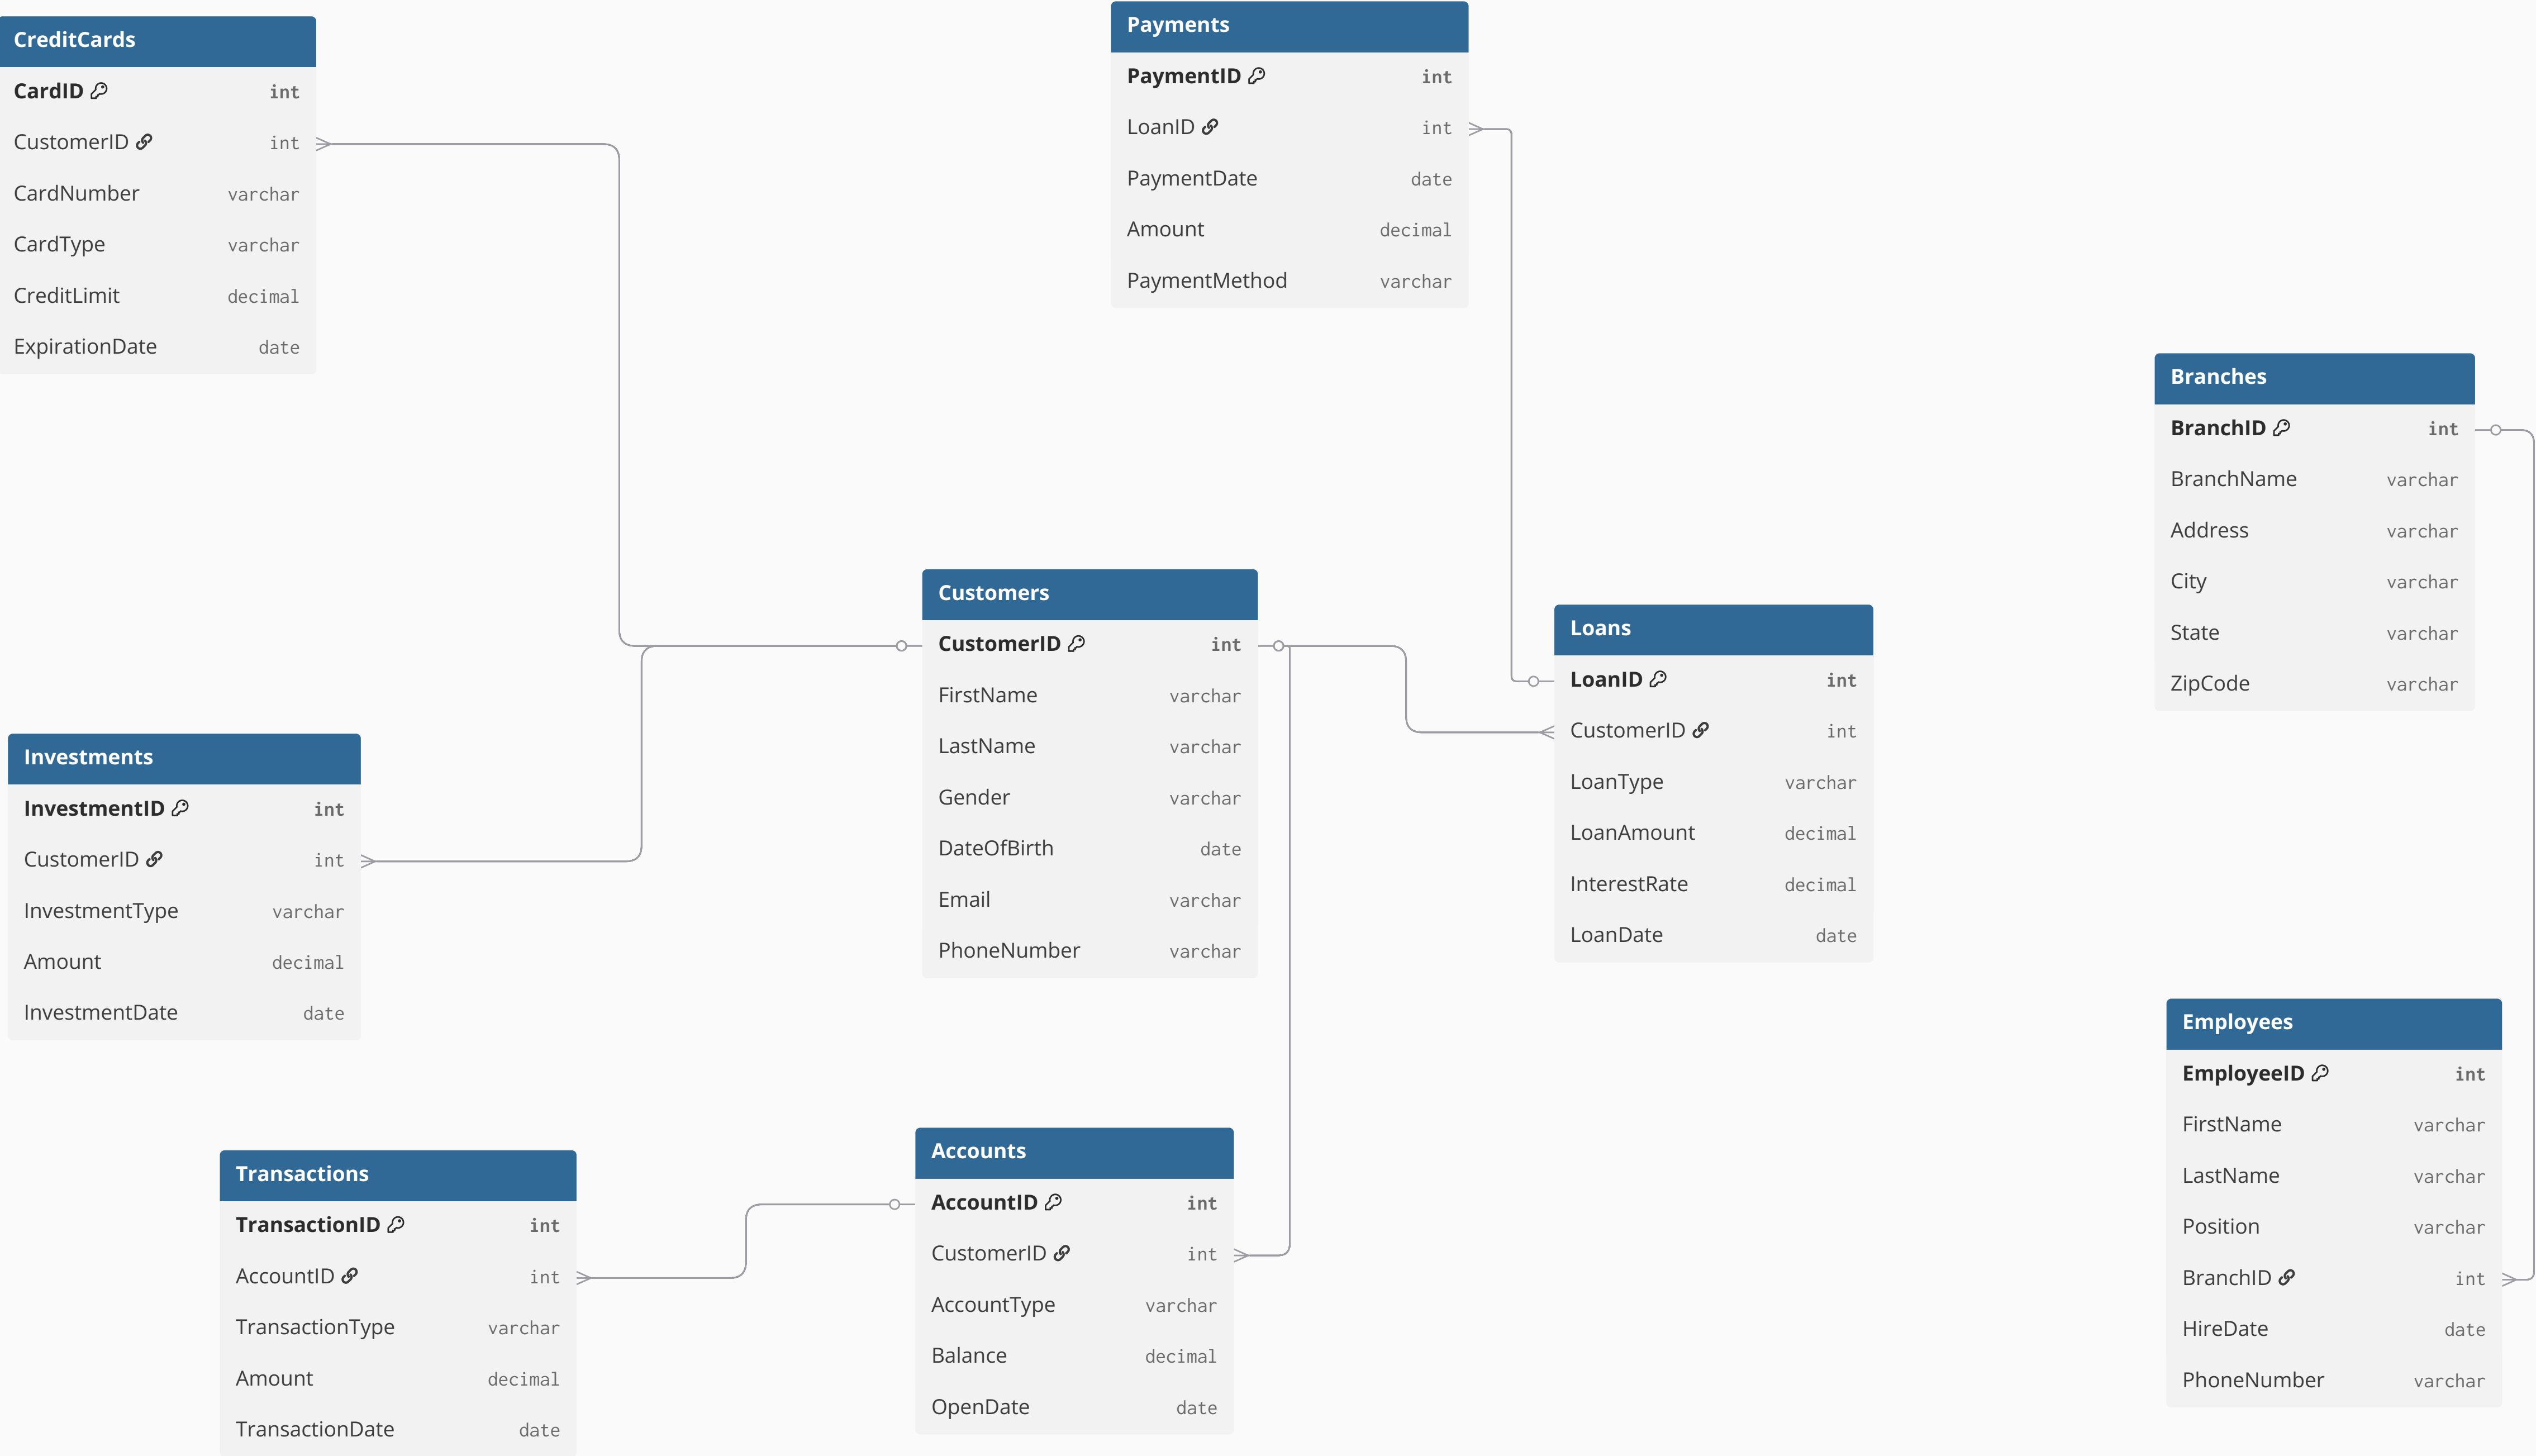 CreditCards
CardID int
CustomerID int
CardNumber varchar
CardType varchar
CreditLimit decimal
ExpirationDate date
Payments
PaymentID int
LoanID int
PaymentDate date
Amount decimal
PaymentMethod varchar
Branches
BranchID int
BranchName varchar
Address varchar
City varchar
State varchar
ZipCode varchar
Customers
CustomerID int
FirstName varchar
LastName varchar
Gender varchar
DateOfBirth date
Email varchar
PhoneNumber varchar
Loans
LoanID int
CustomerID int
LoanType varchar
LoanAmount decimal
InterestRate decimal
LoanDate date
Investments
InvestmentID int
CustomerID int
InvestmentType varchar
Amount decimal
InvestmentDate date
Employees
EmployeeID int
FirstName varchar
LastName varchar
Position varchar
BranchID int
HireDate date
PhoneNumber varchar
Transactions
TransactionID int
AccountID int
TransactionType varchar
Amount decimal
TransactionDate date
Accounts
AccountID int
CustomerID int
AccountType varchar
Balance decimal
OpenDate date